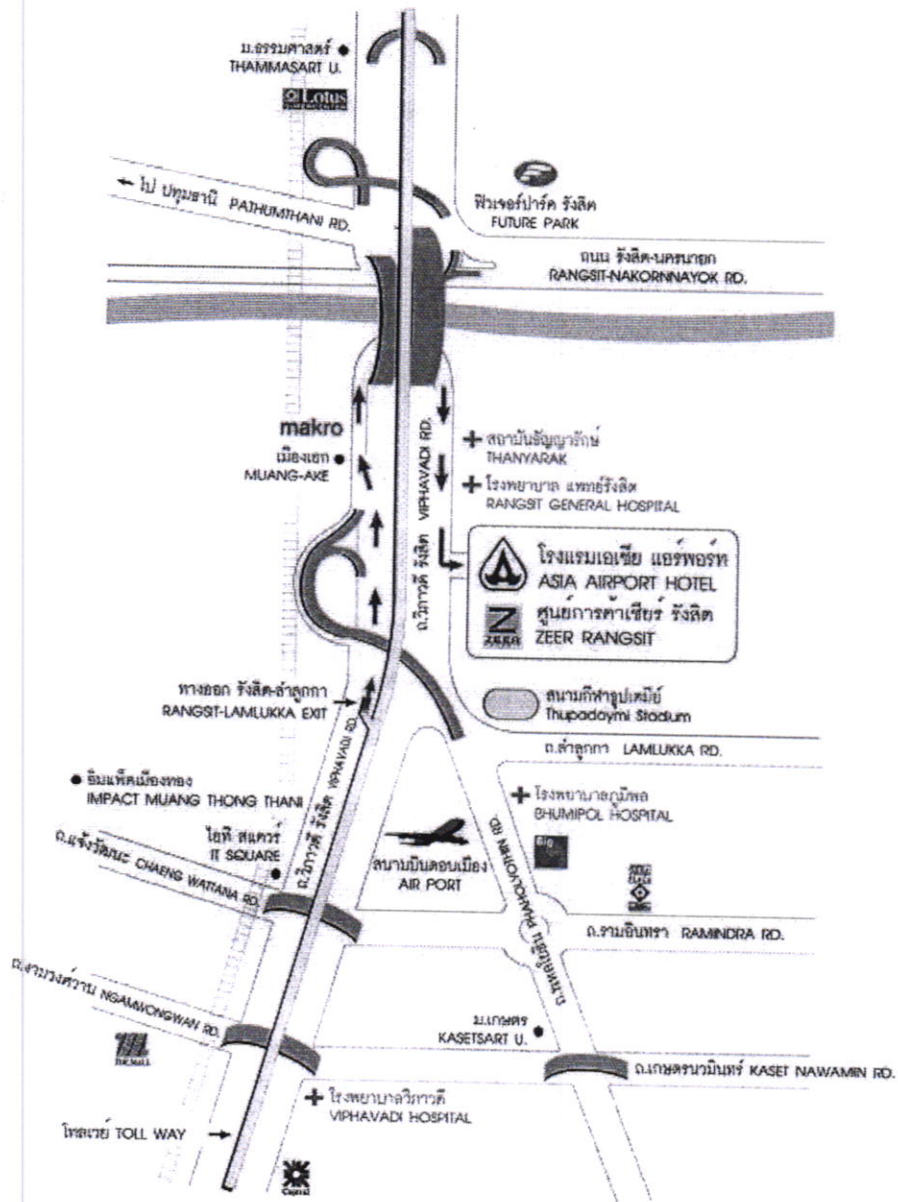 ม.ธรรมศาสตร์
THAMMASART U.
Lotus
← ไป ปทุมธานี PATHUMTHANI RD.
ฟิวเจอร์ปาร์ค รังสิต
FUTURE PARK
ถนน รังสิต-นครนายก
RANGSIT-NAKORNNAYOK RD.
makro
เมืองเอก
MUANG-AKE
ถ.วิภาวดี รังสิต VIPHAVADI RD.
สถาบันธัญญารักษ์
THANYARAK
โรงพยาบาล แพทย์รังสิต
RANGSIT GENERAL HOSPITAL
โรงแรมเอเชีย แอร์พอร์ท
ASIA AIRPORT HOTEL
Z
ZEER
ศูนย์การค้าเซียร์ รังสิต
ZEER RANGSIT
ทางออก รังสิต-ลำลูกกา
RANGSIT-LAMLUKKA EXIT
สนามกีฬาธูปเตมีย์
Thupadaymi Stadium
ถ.ลำลูกกา LAMLUKKA RD.
ถ.วิภาวดี รังสิต VIPHAVADI RD.
อิมแพ็คเมืองทอง
IMPACT MUANG THONG THANI
ไอที สแควร์
IT SQUARE
ถ.แจ้งวัฒนะ CHAENG WATTANA RD.
สนามบินดอนเมือง
AIR PORT
โรงพยาบาลภูมิพล
BHUMIPOL HOSPITAL
Big
ถ.พหลโยธิน PHAHOLYOTHIN RD.
ถ.รามอินทรา RAMINDRA RD.
ถ.งามวงศ์วาน NGAMWONGWAN RD.
THE MALL
ม.เกษตร
KASETSART U.
ถ.เกษตรนวมินทร์ KASET NAWAMIN RD.
โรงพยาบาลวิภาวดี
VIPHAVADI HOSPITAL
โทลเวย์ TOLL WAY →